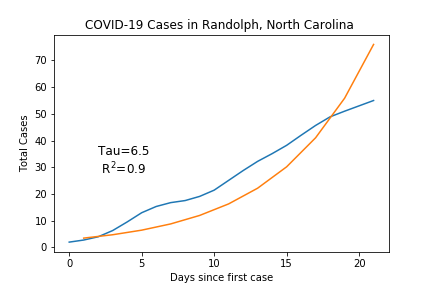 COVID-19 Cases in Randolph, North Carolina
Total Cases
70
60
50
40
30
20
10
0
Tau=6.5
R²=0.9
0 5 10 15 20
Days since first case